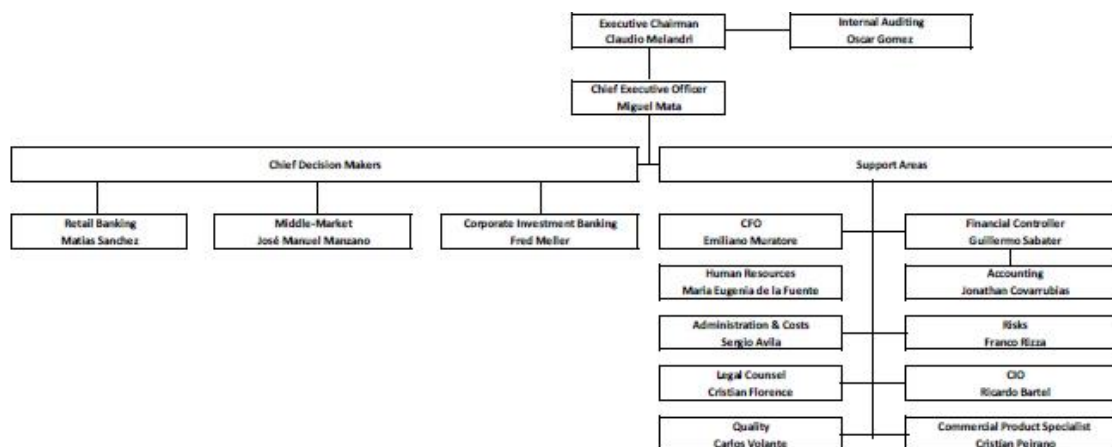 Executive Chairman
Claudio Melandri
Internal Auditing
Oscar Gomez
Chief Executive Officer
Miguel Mata
Chief Decision Makers
Support Areas
Retail Banking
Matias Sanchez
Middle-Market
José Manuel Manzano
Corporate Investment Banking
Fred Meller
CFO
Emiliano Muratore
Financial Controller
Guillermo Sabater
Human Resources
Maria Eugenia de la Fuente
Accounting
Jonathan Covarrubias
Administration & Costs
Sergio Avila
Risks
Franco Rizza
Legal Counsel
Cristian Florence
CIO
Ricardo Bartel
Quality
Carlos Volante
Commercial Product Specialist
Cristian Peirano